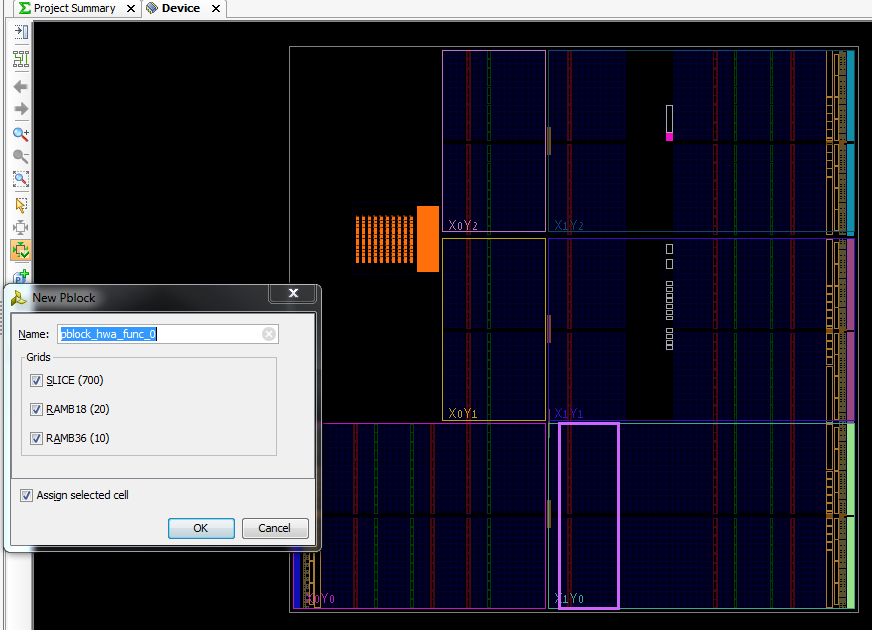 Project Summary
Device
X0Y2
X1Y2
New Pblock
Name: pblock_hwa_func_0
Grids
SLICE (700)
RAMB18 (20)
RAMB36 (10)
X0Y1
X1Y1
Assign selected cell
OK
Cancel
X0Y0
X1Y0